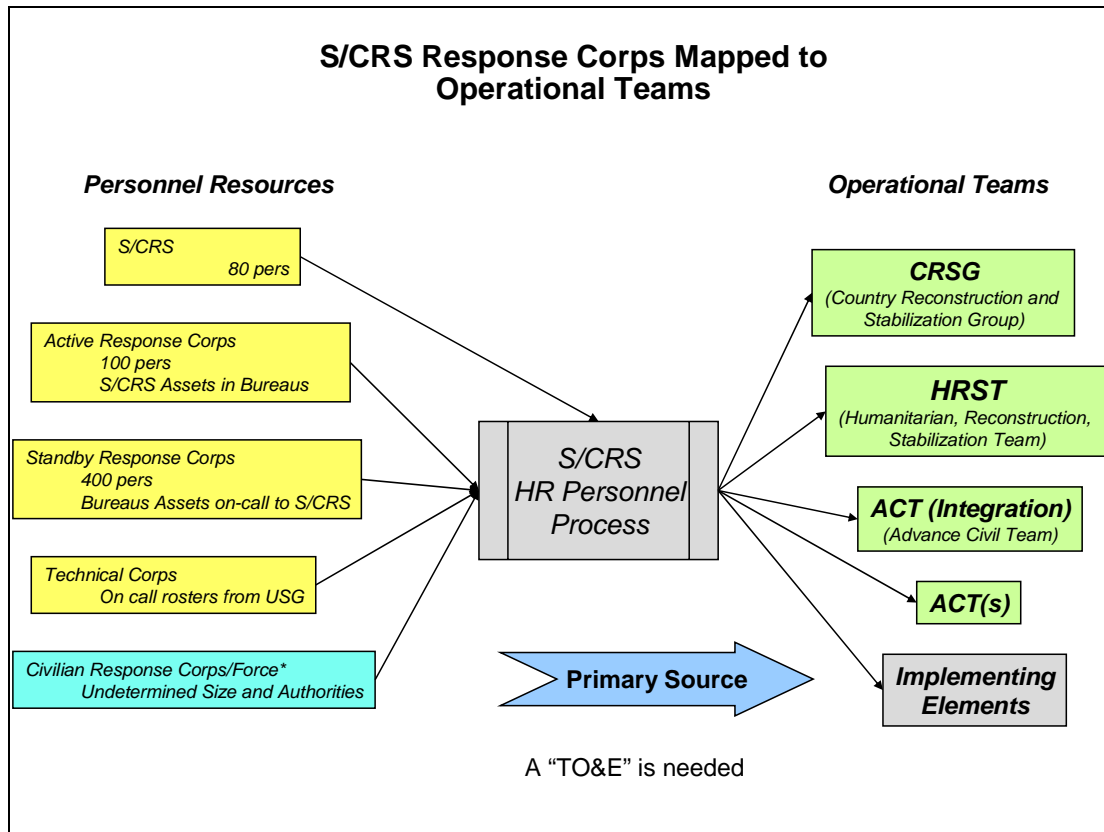 S/CRS Response Corps Mapped to
Operational Teams
Personnel Resources
S/CRS
80 pers
Active Response Corps
100 pers
S/CRS Assets in Bureaus
Standby Response Corps
400 pers
Bureaus Assets on-call to S/CRS
Technical Corps
On call rosters from USG
Civilian Response Corps/Force*
Undetermined Size and Authorities
S/CRS
HR Personnel
Process
Primary Source
A “TO&E” is needed
Operational Teams
CRSG
(Country Reconstruction and
Stabilization Group)
HRST
(Humanitarian, Reconstruction,
Stabilization Team)
ACT (Integration)
(Advance Civil Team)
ACT(s)
Implementing
Elements